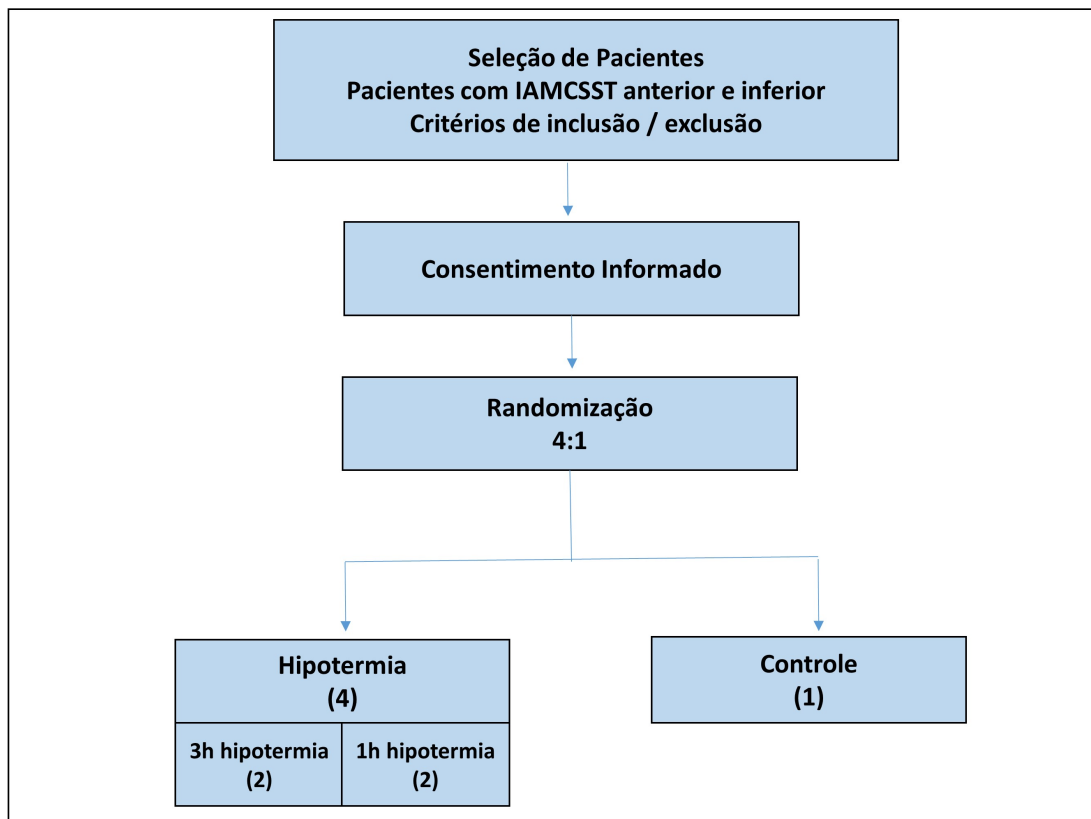 Seleção de Pacientes
Pacientes com IAMCSST anterior e inferior
Critérios de inclusão / exclusão
Consentimento Informado
Randomização
4:1
Hipotermia
(4)
3h hipotermia
(2)
1h hipotermia
(2)
Controle
(1)